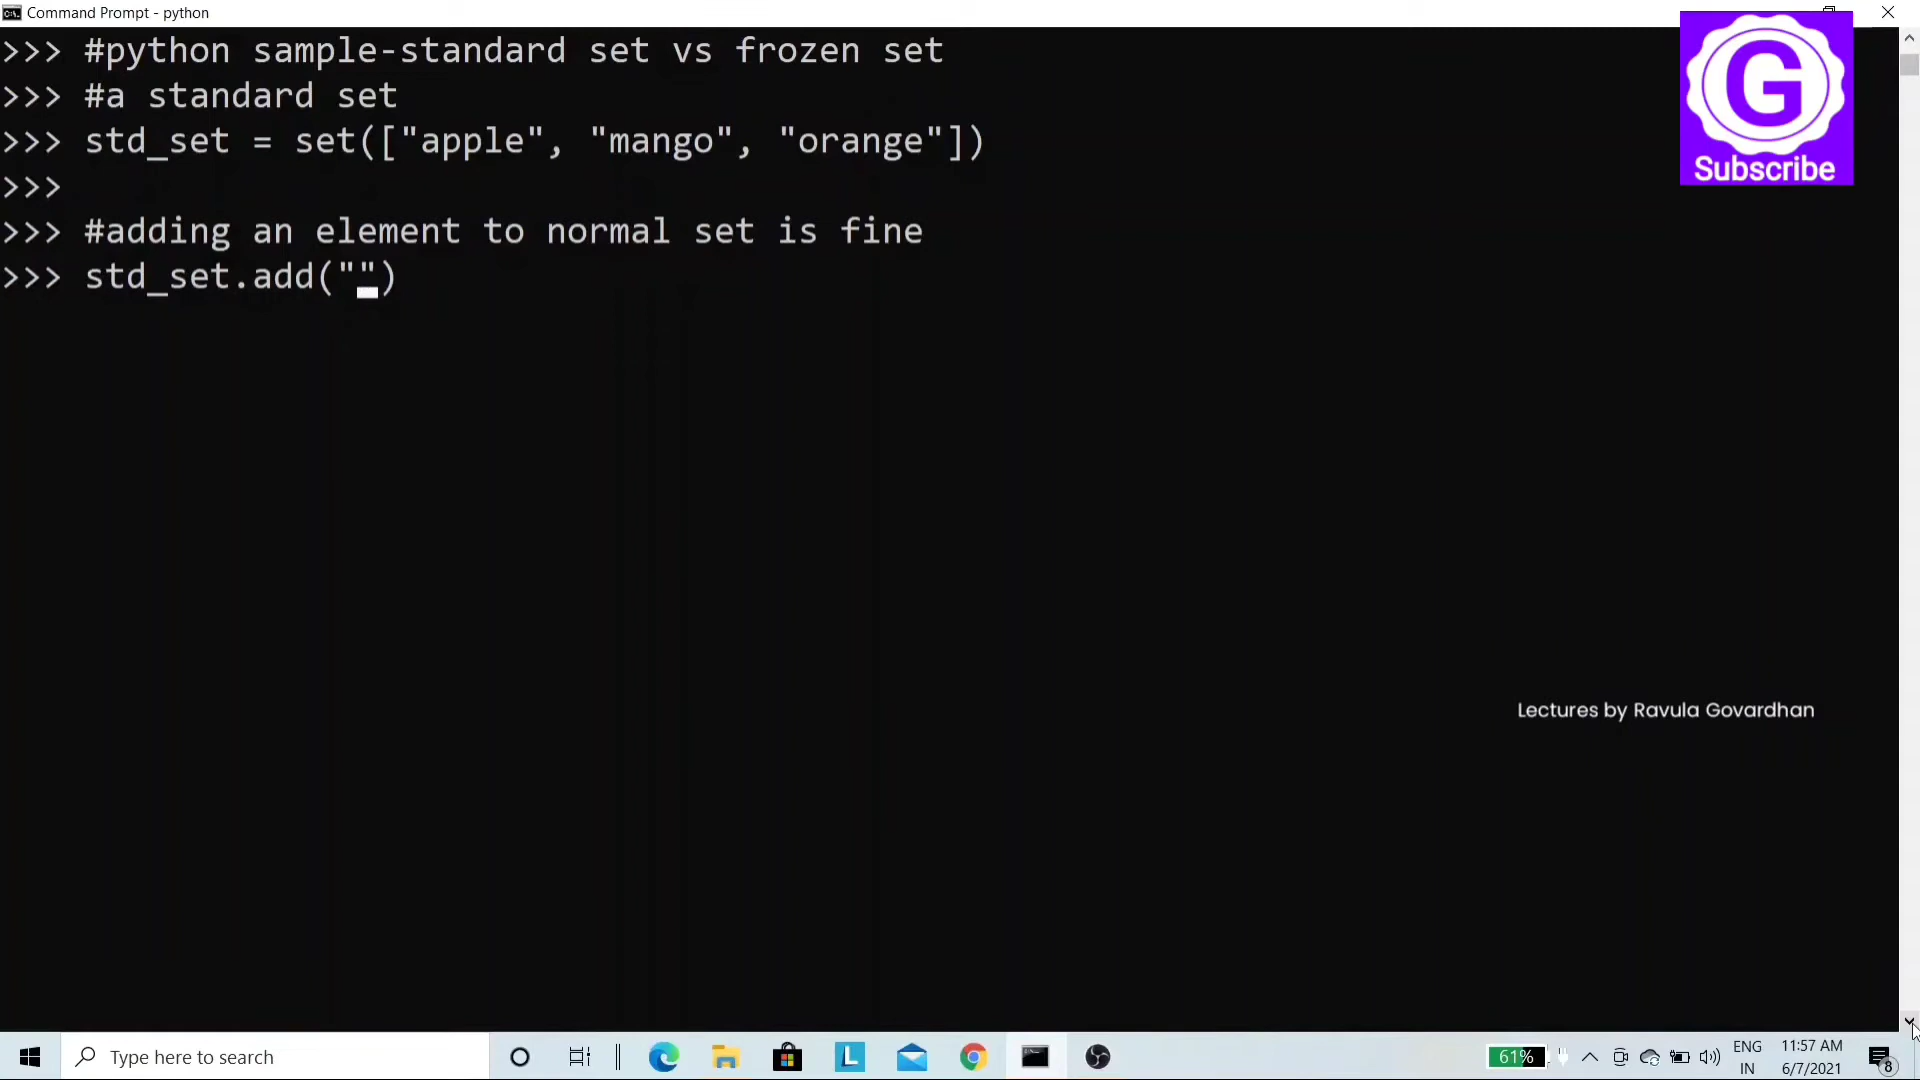 Command Prompt - python
>>> #python sample-standard set vs frozen set
>>> #a standard set
>>> std_set = set(["apple", "mango", "orange"])
>>>
>>> #adding an element to normal set is fine
>>> std_set.add("")
G
Subscribe
Lectures by Ravula Govardhan
Type here to search
L
61%
ENG
IN
11:57 AM
6/7/2021
8